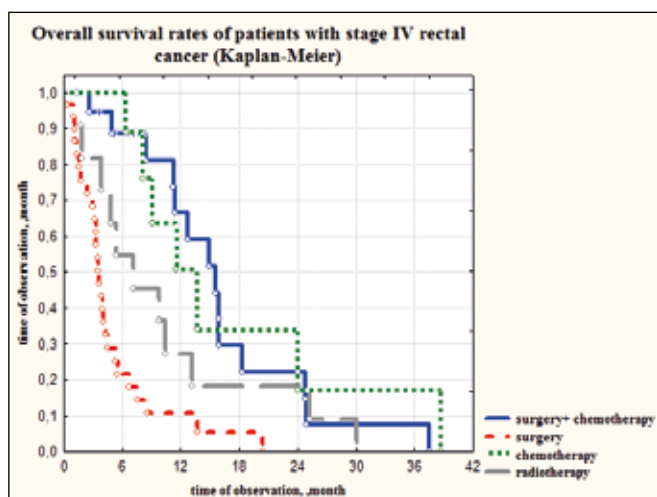 Overall survival rates of patients with stage IV rectal
cancer (Kaplan-Meier)
time of observation, ,month
1,0
0,9
0,8
0,7
0,6
0,5
0,4
0,3
0,2
0,1
0,0
0 6 12 18 24 30 36 42
time of observation, ,month
surgery+ chemotherapy
surgery
chemotherapy
radiotherapy